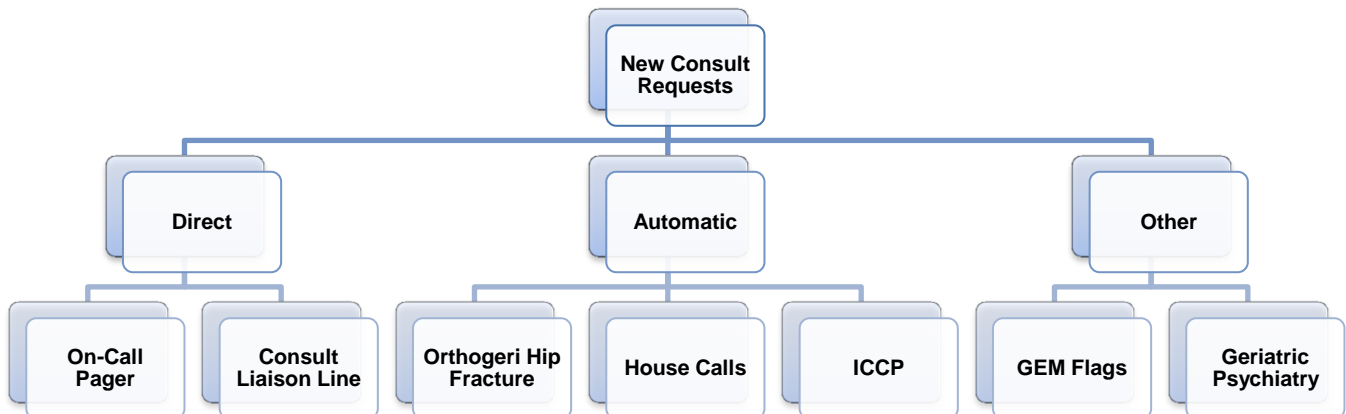 New Consult
Requests
Direct
Automatic
Other
On-Call
Pager
Consult
Liaison Line
Orthogeri Hip
Fracture
House Calls
ICCP
GEM Flags
Geriatric
Psychiatry